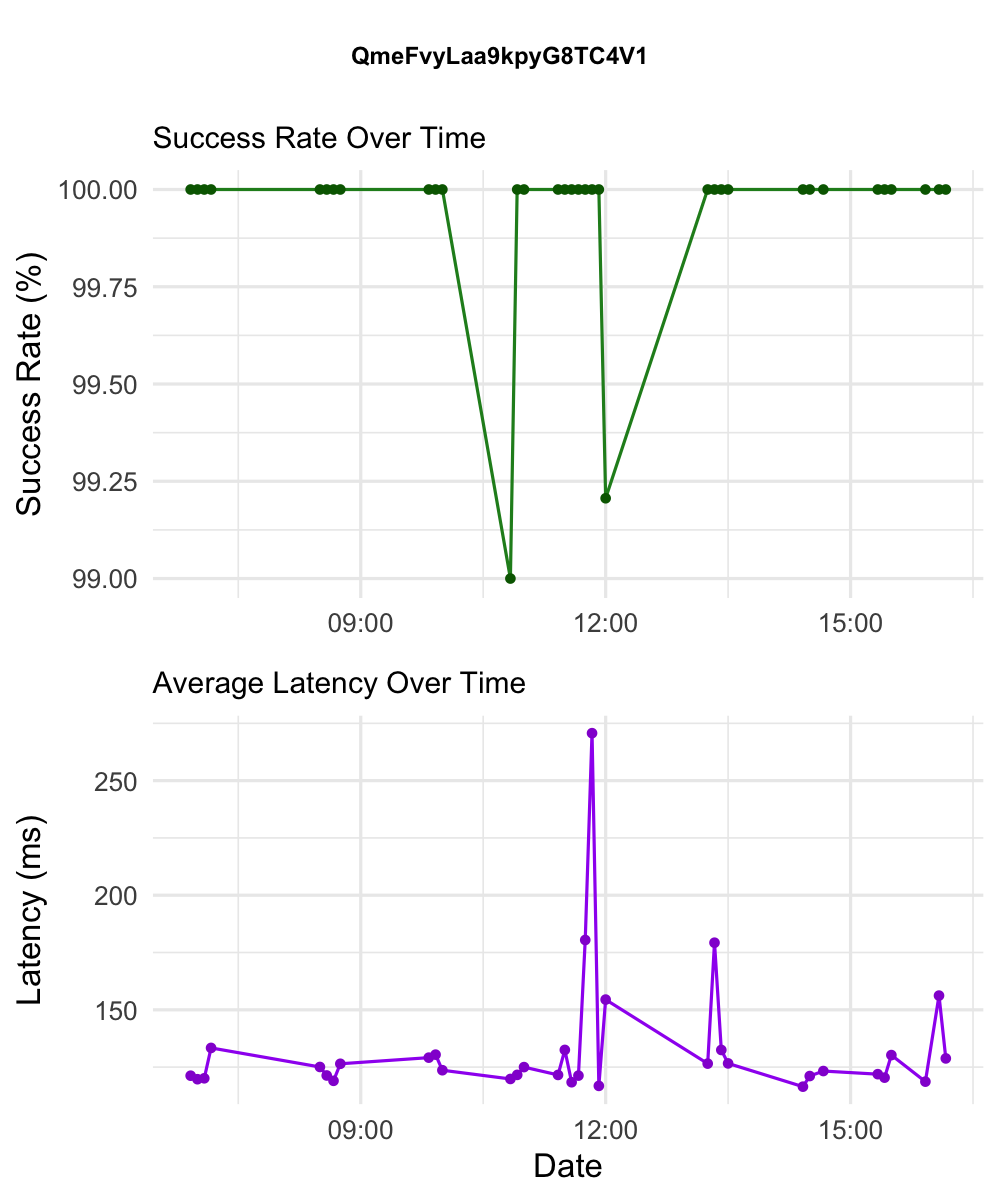 QmeFvyLaa9kpyG8TC4V1
Success Rate Over Time
Success Rate (%)
100.00
99.75
99.50
99.25
99.00
09:00 12:00 15:00
Average Latency Over Time
Latency (ms)
250
200
150
09:00 12:00 15:00
Date